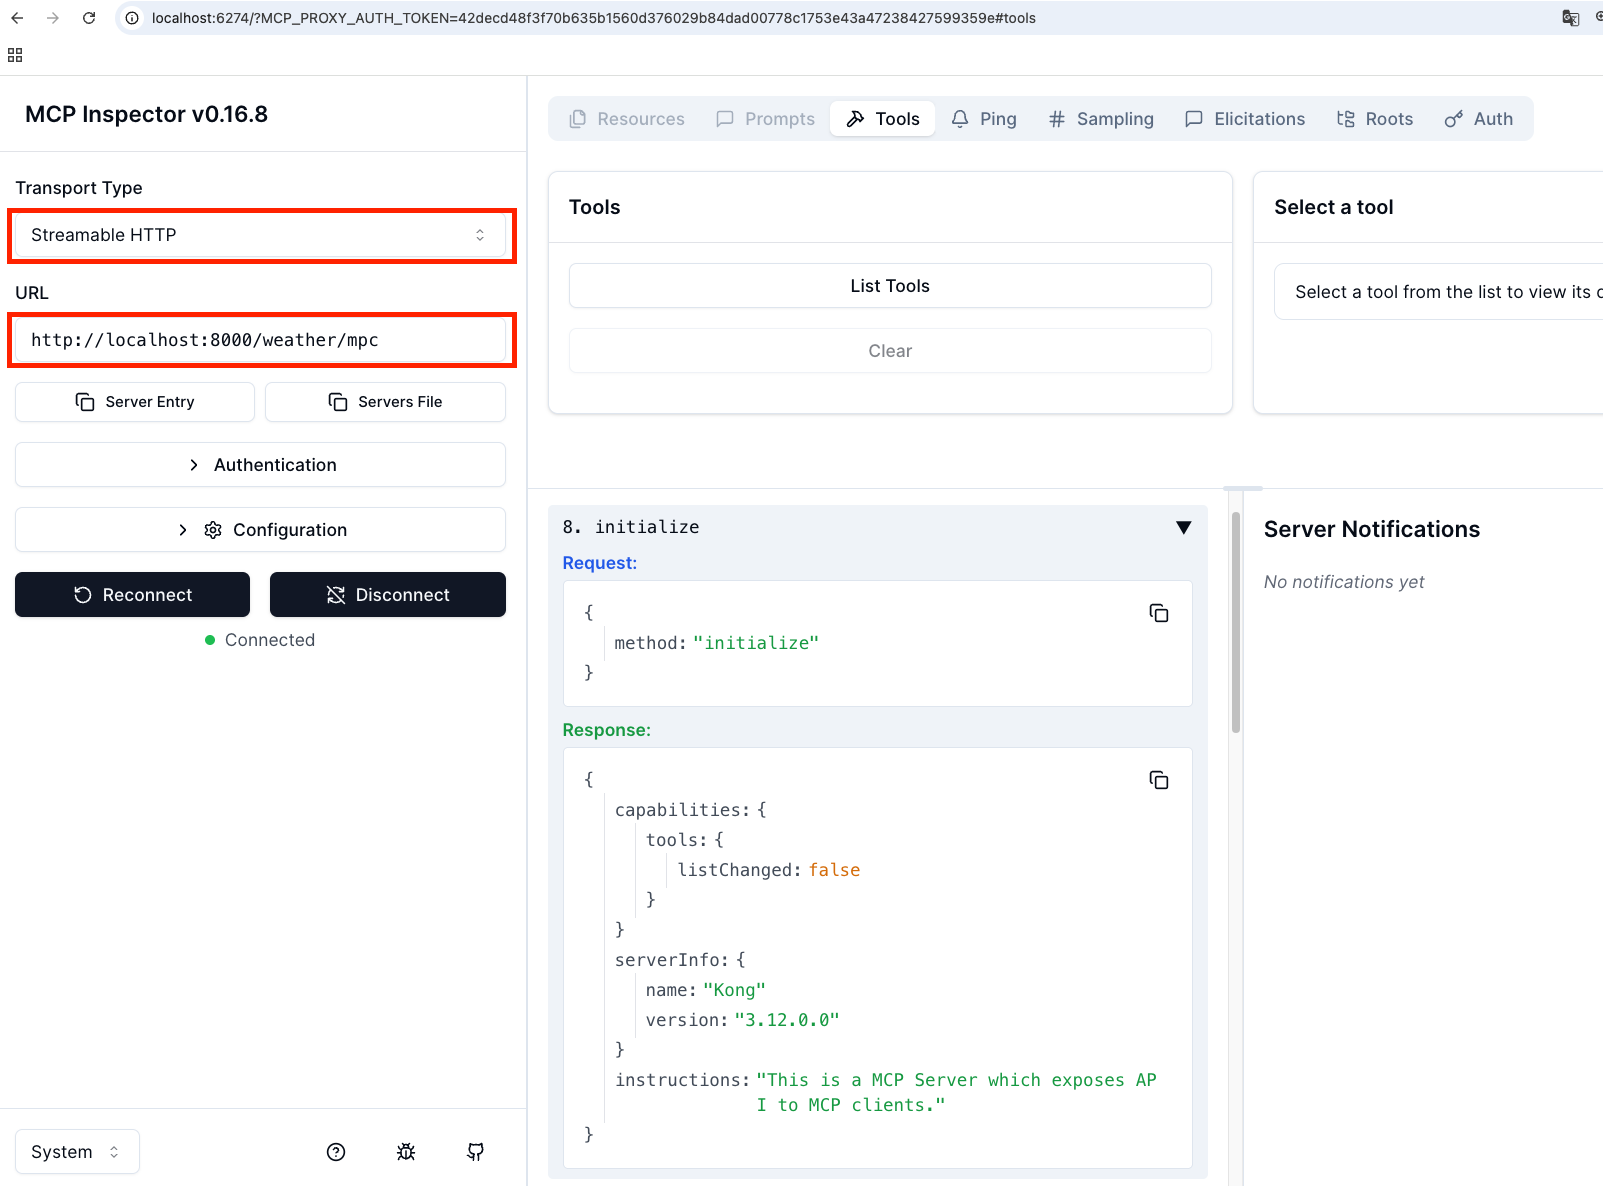 localhost:6274/?MCP_PROXY_AUTH_TOKEN=42decd48f3f70b635b1560d376029b84dad00778c1753e43a47238427599359e#tools
MCP Inspector v0.16.8
Resources
Prompts
Tools
Ping
Sampling
Elicitations
Roots
Auth
Transport Type
Streamable HTTP
URL
http://localhost:8000/weather/mpc
Server Entry
Servers File
Authentication
Configuration
Reconnect
Disconnect
Connected
System
Tools
List Tools
Clear
Select a tool
Select a tool from the list to view its
8. initialize
Request:
{
method: "initialize"
}
Response:
{
capabilities: {
tools: {
listChanged: false
}
}
serverInfo: {
name: "Kong"
version: "3.12.0.0"
}
instructions: "This is a MCP Server which exposes AP
I to MCP clients."
}
Server Notifications
No notifications yet